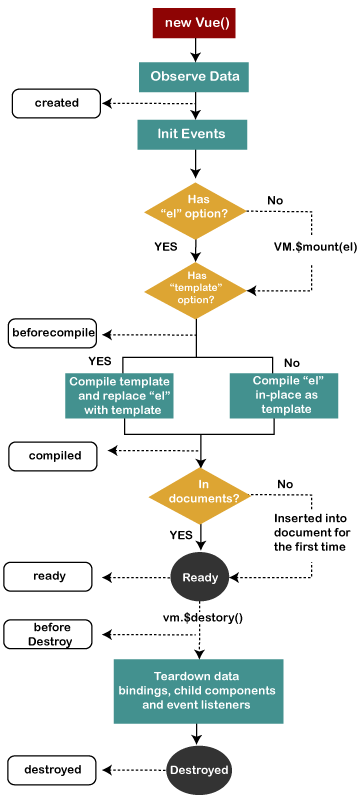 new Vue()
Observe Data
created
Init Events
Has
"el" option?
No
YES
VM.$mount(el)
Has
"template"
option?
beforecompile
YES
No
Compile template
and replace "el"
with template
Compile "el"
in-place as
template
compiled
In
documents?
No
YES
Inserted into
document for
the first time
ready
Ready
vm.$destory()
before
Destroy
Teardown data
bindings, child components
and event listeners
destroyed
Destroyed